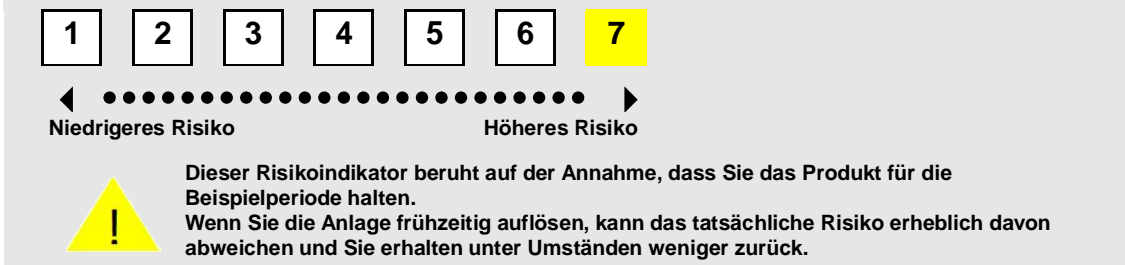 1 2 3 4 5 6 7
Niedrigeres Risiko Höheres Risiko
Dieser Risikoindikator beruht auf der Annahme, dass Sie das Produkt für die
Beispielperiode halten.
Wenn Sie die Anlage frühzeitig auflösen, kann das tatsächliche Risiko erheblich davon
abweichen und Sie erhalten unter Umständen weniger zurück.
!